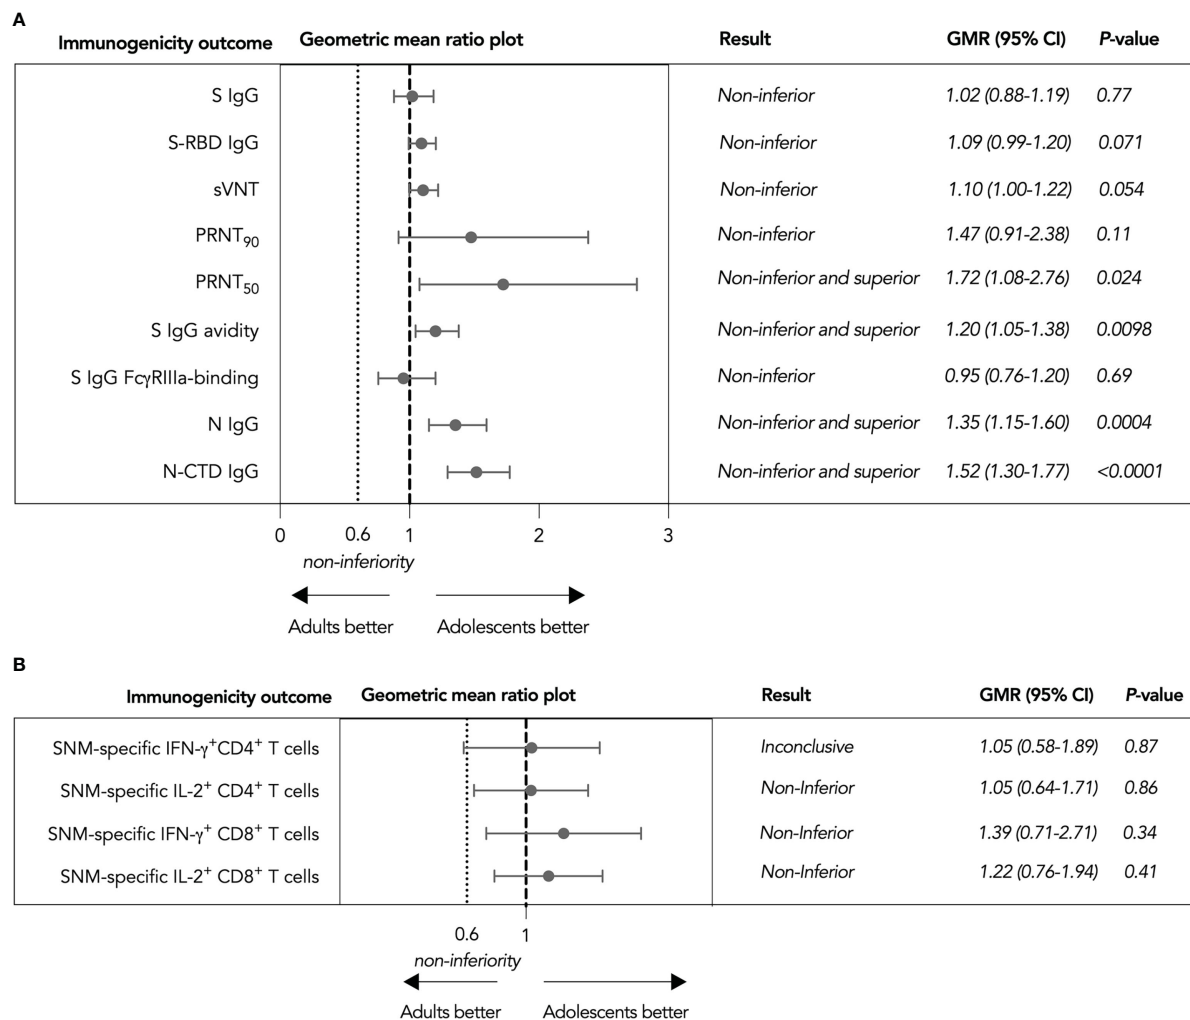 A
Immunogenicity outcome Geometric mean ratio plot Result GMR (95% CI) P-value
S IgG Non-inferior 1.02 (0.88-1.19) 0.77
S-RBD IgG Non-inferior 1.09 (0.99-1.20) 0.071
sVNT Non-inferior 1.10 (1.00-1.22) 0.054
PRNT90 Non-inferior 1.47 (0.91-2.38) 0.11
PRNT50 Non-inferior and superior 1.72 (1.08-2.76) 0.024
S IgG avidity Non-inferior and superior 1.20 (1.05-1.38) 0.0098
S IgG FcγRIIIa-binding Non-inferior 0.95 (0.76-1.20) 0.69
N IgG Non-inferior and superior 1.35 (1.15-1.60) 0.0004
N-CTD IgG Non-inferior and superior 1.52 (1.30-1.77) <0.0001
0 0.6 1 2 3
non-inferiority
Adults better Adolescents better
B
Immunogenicity outcome Geometric mean ratio plot Result GMR (95% CI) P-value
SNM-specific IFN-γ+CD4+ T cells Inconclusive 1.05 (0.58-1.89) 0.87
SNM-specific IL-2+ CD4+ T cells Non-Inferior 1.05 (0.64-1.71) 0.86
SNM-specific IFN-γ+ CD8+ T cells Non-Inferior 1.39 (0.71-2.71) 0.34
SNM-specific IL-2+ CD8+ T cells Non-Inferior 1.22 (0.76-1.94) 0.41
0.6 1
non-inferiority
Adults better Adolescents better